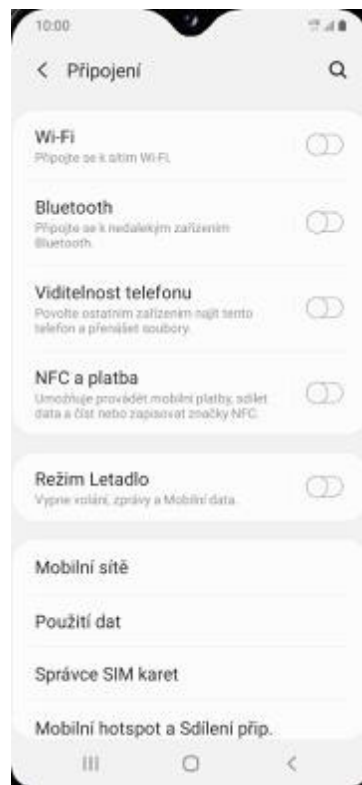 10:00
Připojení
Wi-Fi
Připojte se k sítím Wi-Fi.
Bluetooth
Připojte se k nedalekým zařízením
Bluetooth.
Viditelnost telefonu
Povolte ostatním zařízením najít tento
telefon a přenášet soubory.
NFC a platba
Umožňuje provádět mobilní platby, sdílet
data a číst nebo zapisovat značky NFC.
Režim Letadlo
Vypne volání, zprávy a Mobilní data.
Mobilní sítě
Použití dat
Správce SIM karet
Mobilní hotspot a Sdílení přip.